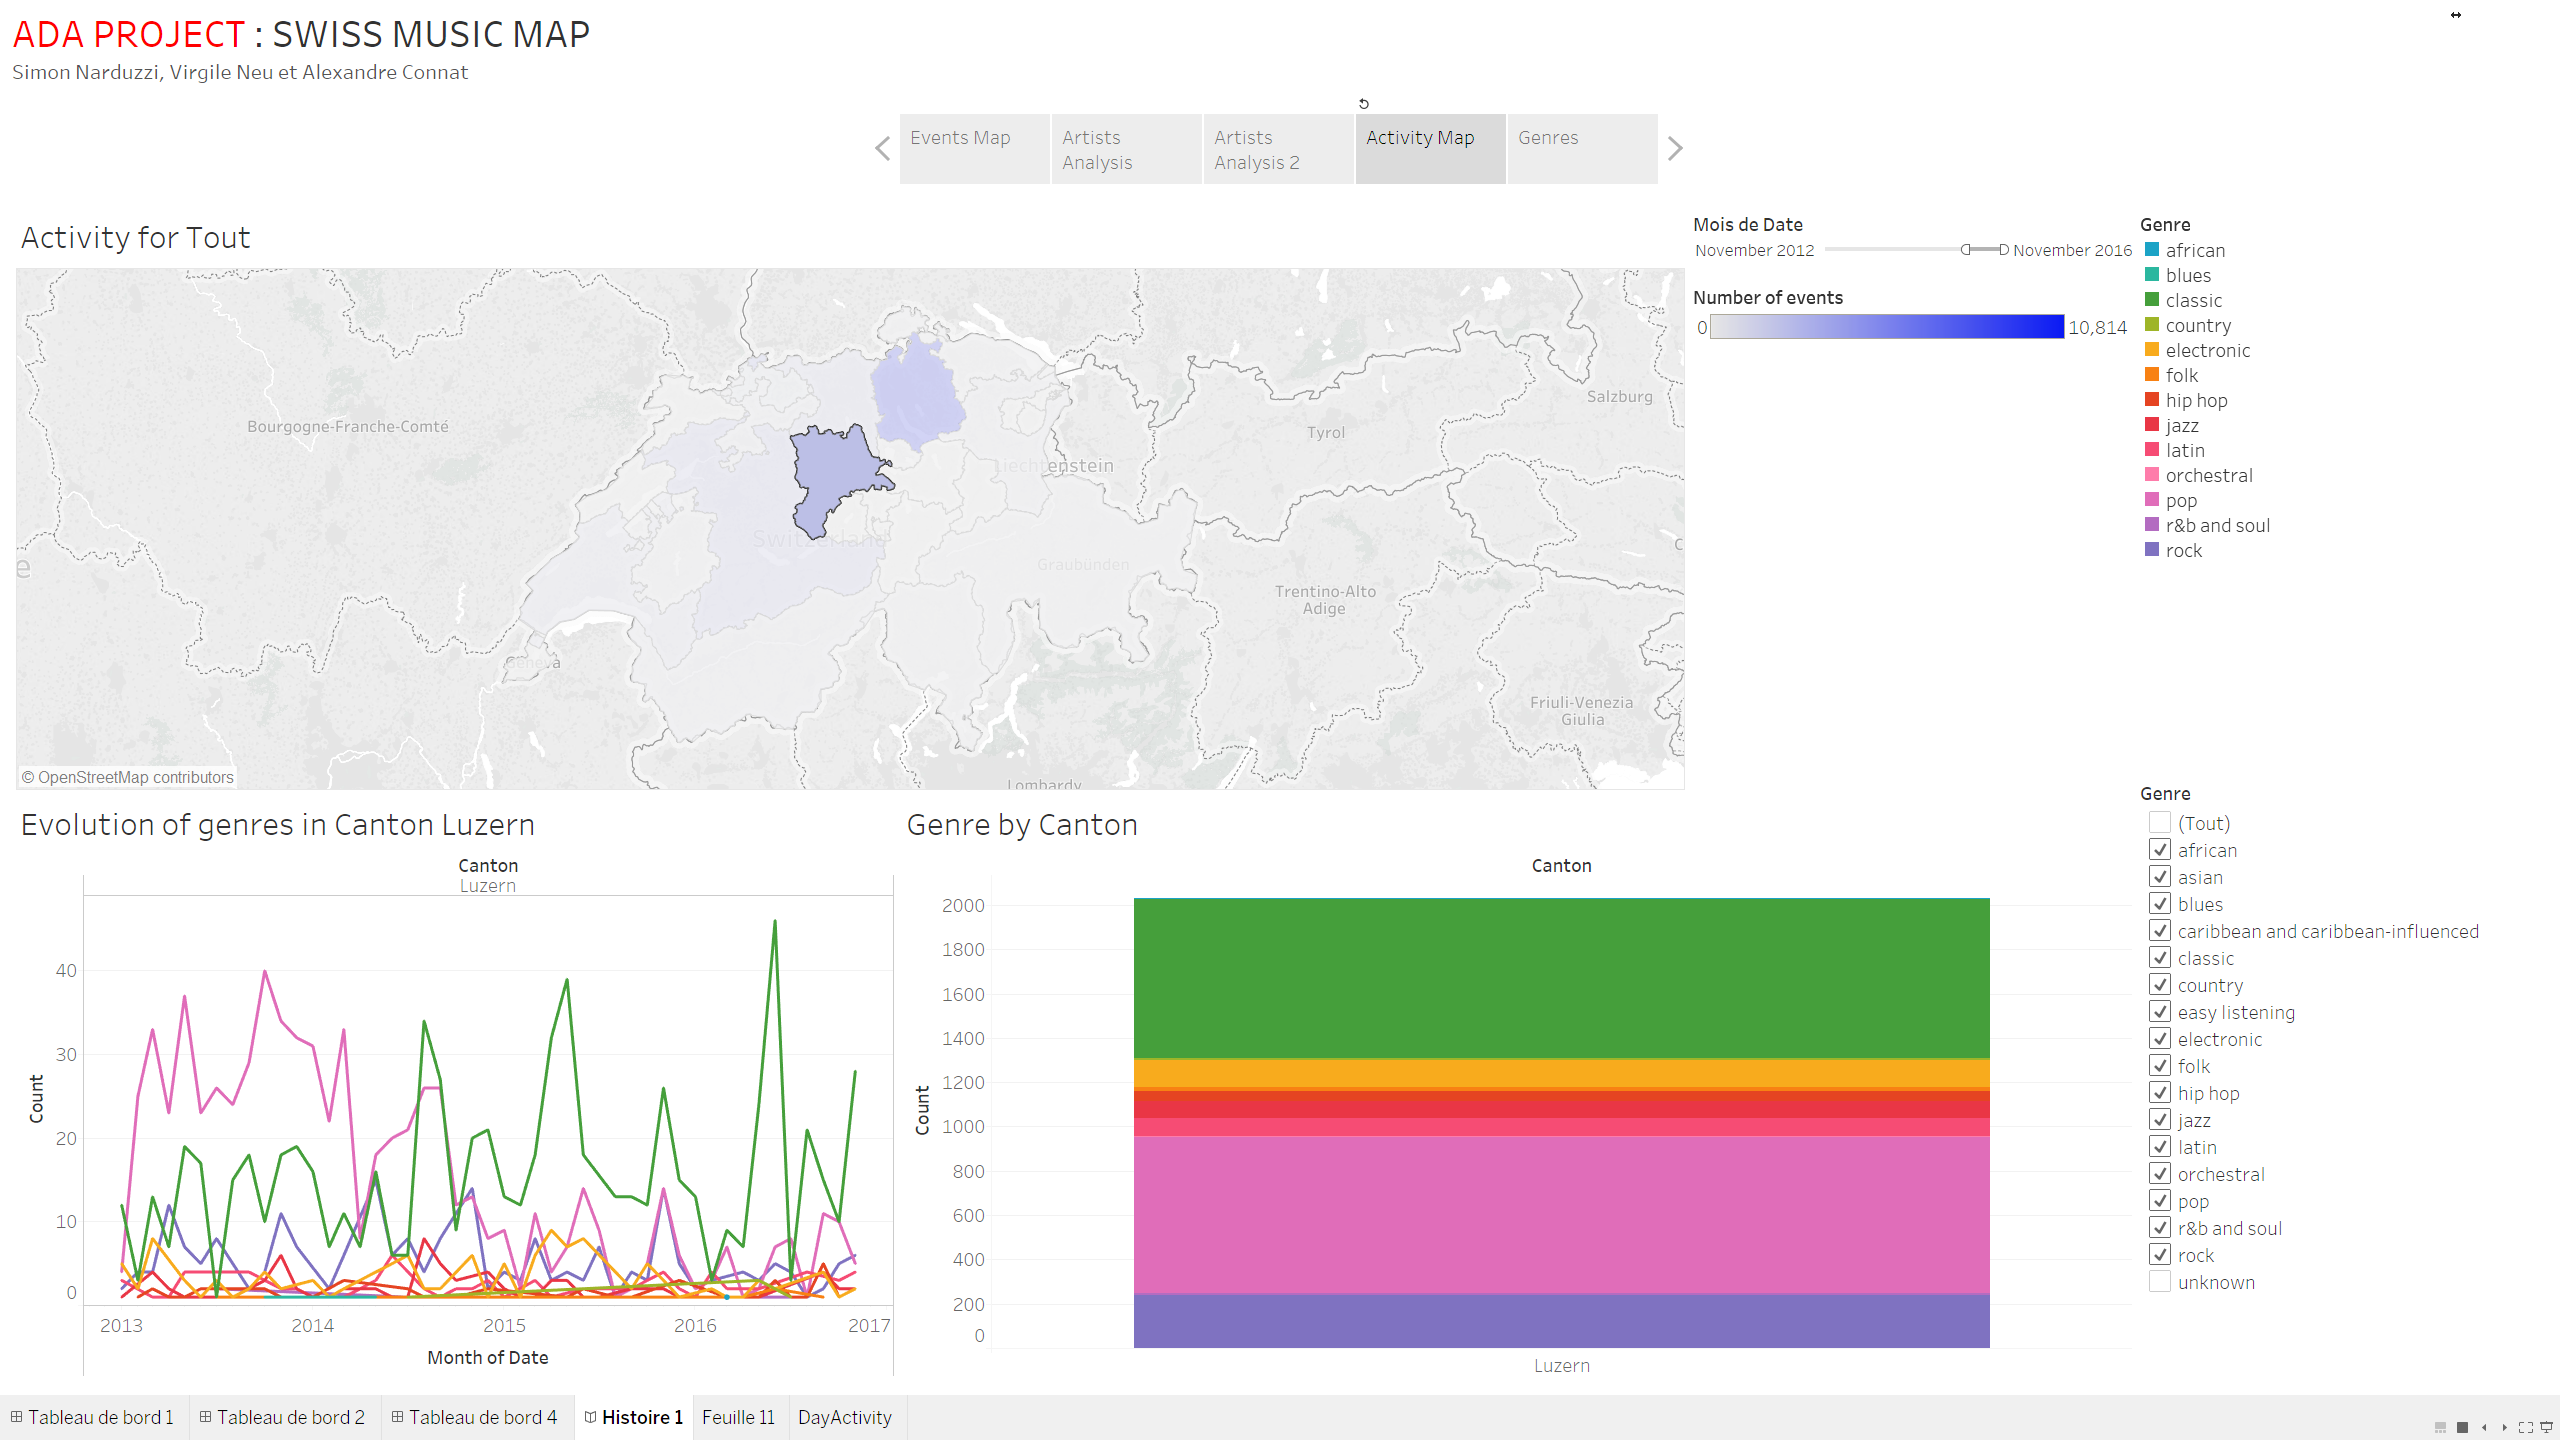 ADA PROJECT : SWISS MUSIC MAP
Simon Narduzzi, Virgile Neu et Alexandre Connat
Events Map
Artists
Analysis
Artists
Analysis 2
Activity Map
Genres
Activity for Tout
Bourgogne-Franche-Comté
Switzerland
Geneva
Liechtenstein
Graubunden
Tyrol
Salzburg
Trentino-Alto
Adige
Friuli-Venezia
Giulia
Lombardy
© OpenStreetMap contributors
Mois de Date
November 2012
November 2016
Number of events
0
10,814
Genre
african
blues
classic
country
electronic
folk
hip hop
jazz
latin
orchestral
pop
r&b and soul
rock
Evolution of genres in Canton Luzern
Canton
Luzern
Count
40
30
20
10
0
2013
2014
2015
2016
2017
Month of Date
Genre by Canton
Canton
Count
2000
1800
1600
1400
1200
1000
800
600
400
200
0
Luzern
Genre
(Tout)
african
asian
blues
caribbean and caribbean-influenced
classic
country
easy listening
electronic
folk
hip hop
jazz
latin
orchestral
pop
r&b and soul
rock
unknown
Tableau de bord 1
Tableau de bord 2
Tableau de bord 4
Histoire 1
Feuille 11
DayActivity